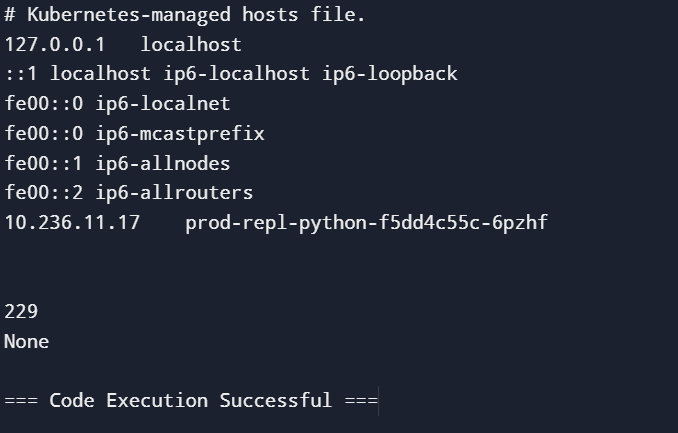 # Kubernetes-managed hosts file.
127.0.0.1   localhost
::1 localhost ip6-localhost ip6-loopback
fe00::0 ip6-localnet
fe00::0 ip6-mcastprefix
fe00::1 ip6-allnodes
fe00::2 ip6-allrouters
10.236.11.17    prod-repl-python-f5dd4c55c-6pzhf
229
None
=== Code Execution Successful ===